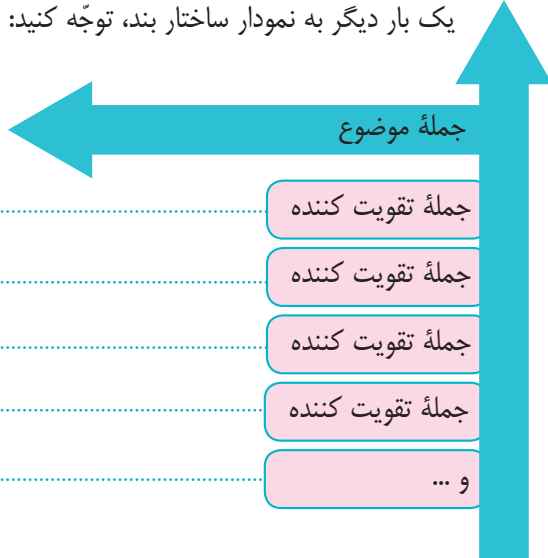 یک بار دیگر به نمودار ساختار بند، توجّه کنید:
جملهٔ موضوع
جملهٔ تقویت کننده
جملهٔ تقویت کننده
جملهٔ تقویت کننده
جملهٔ تقویت کننده
و ...